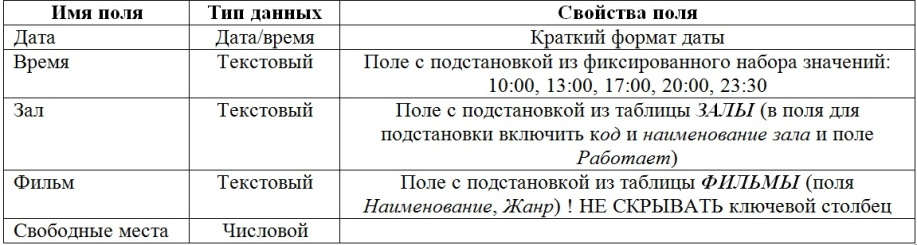 Имя поля Тип данных Свойства поля
Дата Дата/время Краткий формат даты
Время Текстовый Поле с подстановкой из фиксированного набора значений:
10:00, 13:00, 17:00, 20:00, 23:30
Зал Текстовый Поле с подстановкой из таблицы ЗАЛЫ (в поля для
подстановки включить код и наименование зала и поле
Работает)
Фильм Текстовый Поле с подстановкой из таблицы ФИЛЬМЫ (поля
Наименование, Жанр) ! НЕ СКРЫВАТЬ ключевой столбец
Свободные места Числовой